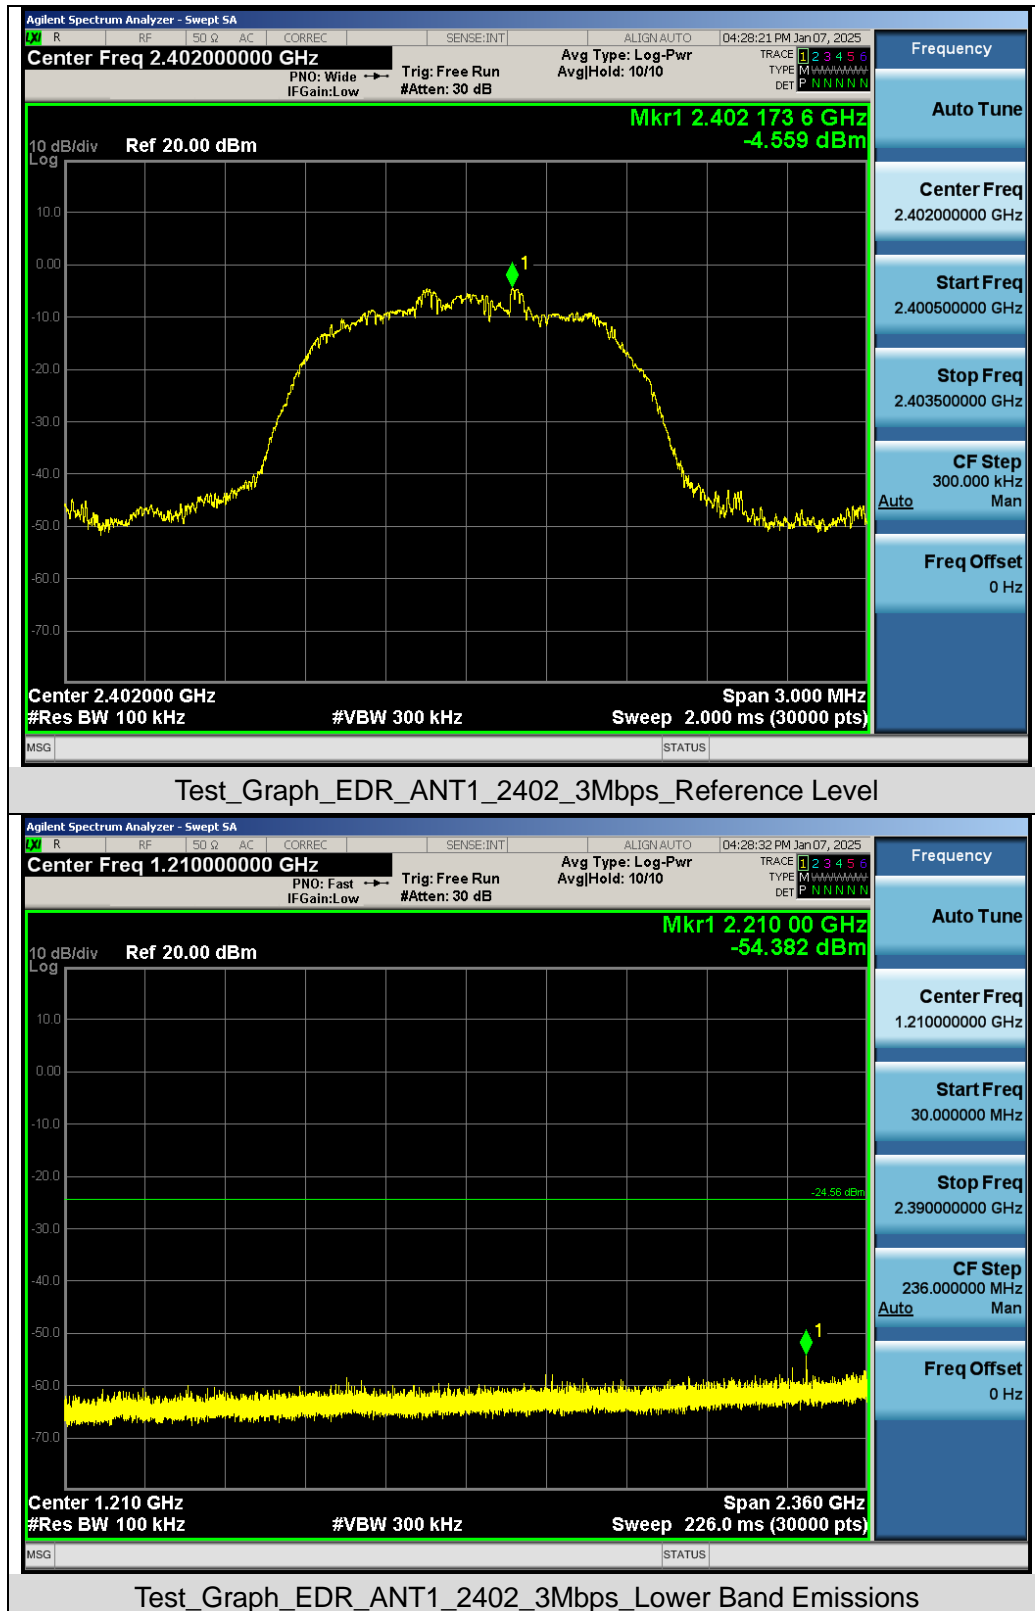 Agilent Spectrum Analyzer - Swept SA
LXI R RF 50 Ω AC CORREC SENSE:INT ALIGN AUTO 04:28:21 PM Jan 07, 2025
Center Freq 2.402000000 GHz
PNO: Wide
IFGain:Low
Trig: Free Run
#Atten: 30 dB
Avg Type: Log-Pwr
Avg|Hold: 10/10
TRACE 1 2 3 4 5 6
TYPE M
DET P N N N N N
Frequency
Auto Tune
Center Freq
2.402000000 GHz
Start Freq
2.400500000 GHz
Stop Freq
2.403500000 GHz
CF Step
300.000 kHz
Auto Man
Freq Offset
0 Hz
Mkr1 2.402 173 6 GHz
-4.559 dBm
10 dB/div Ref 20.00 dBm
Log
10.0
0.00
-10.0
-20.0
-30.0
-40.0
-50.0
-60.0
-70.0
1
Center 2.402000 GHz Span 3.000 MHz
#Res BW 100 kHz #VBW 300 kHz Sweep 2.000 ms (30000 pts)
MSG STATUS
Test_Graph_EDR_ANT1_2402_3Mbps_Reference Level
Agilent Spectrum Analyzer - Swept SA
LXI R RF 50 Ω AC CORREC SENSE:INT ALIGN AUTO 04:28:32 PM Jan 07, 2025
Center Freq 1.210000000 GHz
PNO: Fast
IFGain:Low
Trig: Free Run
#Atten: 30 dB
Avg Type: Log-Pwr
Avg|Hold: 10/10
TRACE 1 2 3 4 5 6
TYPE M
DET P N N N N N
Frequency
Auto Tune
Center Freq
1.210000000 GHz
Start Freq
30.000000 MHz
Stop Freq
2.390000000 GHz
CF Step
236.000000 MHz
Auto Man
Freq Offset
0 Hz
Mkr1 2.210 00 GHz
-54.382 dBm
10 dB/div Ref 20.00 dBm
Log
10.0
0.00
-10.0
-20.0
-30.0
-40.0
-50.0
-60.0
-70.0
-24.56 dBm
1
Center 1.210 GHz Span 2.360 GHz
#Res BW 100 kHz #VBW 300 kHz Sweep 226.0 ms (30000 pts)
MSG STATUS
Test_Graph_EDR_ANT1_2402_3Mbps_Lower Band Emissions